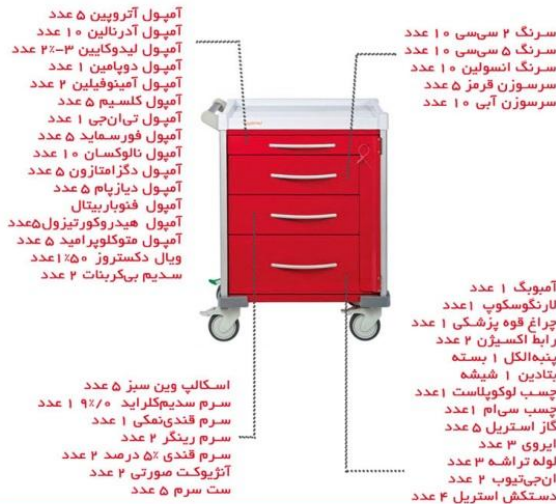 آمپول آتروپین ۵ عدد
آمپول آدرنالین ۱۰ عدد
آمپول لیدوکایین ۳-٪۲ عدد
آمپول دوپامین ۱ عدد
آمپول آمینوفیلین ۲ عدد
آمپول کلسیم ۵ عدد
آمپول تی‌ان‌جی ۱ عدد
آمپول فورسماید ۵ عدد
آمپول نالوکسان ۱۰ عدد
آمپول دگزامتازون ۵ عدد
آمپول دیازپام ۵ عدد
آمپول فنوباربیتال
آمپول هیدروکورتیزول۵عدد
آمپول متوکلوپرامید ۵ عدد
ویال دکستروز ۵۰٪۱عدد
سدیم بی‌کربنات ۲ عدد
سرنگ ۲ سی‌سی ۱۰ عدد
سرنگ ۵ سی‌سی ۱۰ عدد
سرنگ انسولین ۱۰ عدد
سرسوزن قرمز ۵ عدد
سرسوزن آبی ۱۰ عدد
اسکالپ وین سبز ۵ عدد
سرم سدیم‌کلراید ۰/۹٪ ۱ عدد
سرم قندی‌نمکی ۱ عدد
سرم رینگر ۲ عدد
سرم قندی ۵٪ درصد ۲ عدد
آنژیوکت صورتی ۲ عدد
ست سرم ۵ عدد
آمبوبگ ۱ عدد
لارنگوسکوپ ۱عدد
چراغ قوه پزشکی ۱ عدد
رابط اکسیژن ۲ عدد
پنبه‌الکل ۱ بسته
بتادین ۱ شیشه
چسب لوکوپلاست ۱عدد
چسب سی‌ام ۱عدد
گاز استریل ۵ عدد
ایروی ۳ عدد
لوله تراشه ۳ عدد
ان‌جی‌تیوب ۲ عدد
دستکش استریل ۴ عدد